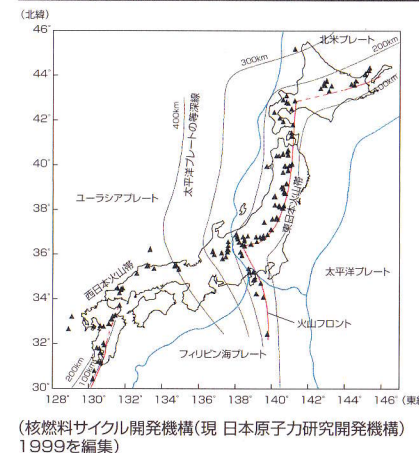 (北緯)
46°
44°
42°
40°
38°
36°
34°
32°
30°
128°
130°
132°
134°
136°
138°
140°
142°
144°
146°
(東経
北米プレート
200km
300km
100km
400km
太平洋プレートの等深線
ユーラシアプレート
東日本火山帯
西日本火山帯
太平洋プレート
火山フロント
フィリピン海プレート
200km
100km
(核燃料サイクル開発機構(現 日本原子力研究開発機構)
1999を編集)